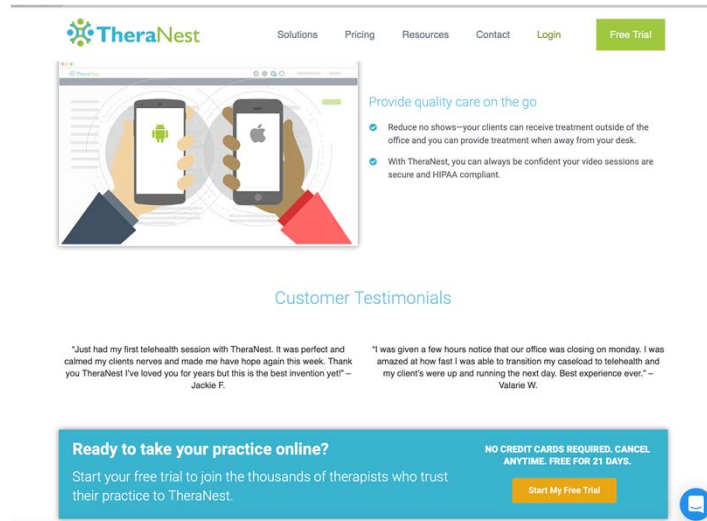 TheraNest
Solutions Pricing Resources Contact Login Free Trial
TheraNest
Provide quality care on the go
Reduce no shows—your clients can receive treatment outside of the
office and you can provide treatment when away from your desk.
With TheraNest, you can always be confident your video sessions are
secure and HIPAA compliant.
Customer Testimonials
"Just had my first telehealth session with TheraNest. It was perfect and
calmed my clients nerves and made me have hope again this week. Thank
you TheraNest I've loved you for years but this is the best invention yet!" –
Jackie F.
"I was given a few hours notice that our office was closing on monday. I was
amazed at how fast I was able to transition my caseload to telehealth and
my client's were up and running the next day. Best experience ever." –
Valarie W.
Ready to take your practice online?
Start your free trial to join the thousands of therapists who trust
their practice to TheraNest.
NO CREDIT CARDS REQUIRED. CANCEL
ANYTIME. FREE FOR 21 DAYS.
Start My Free Trial